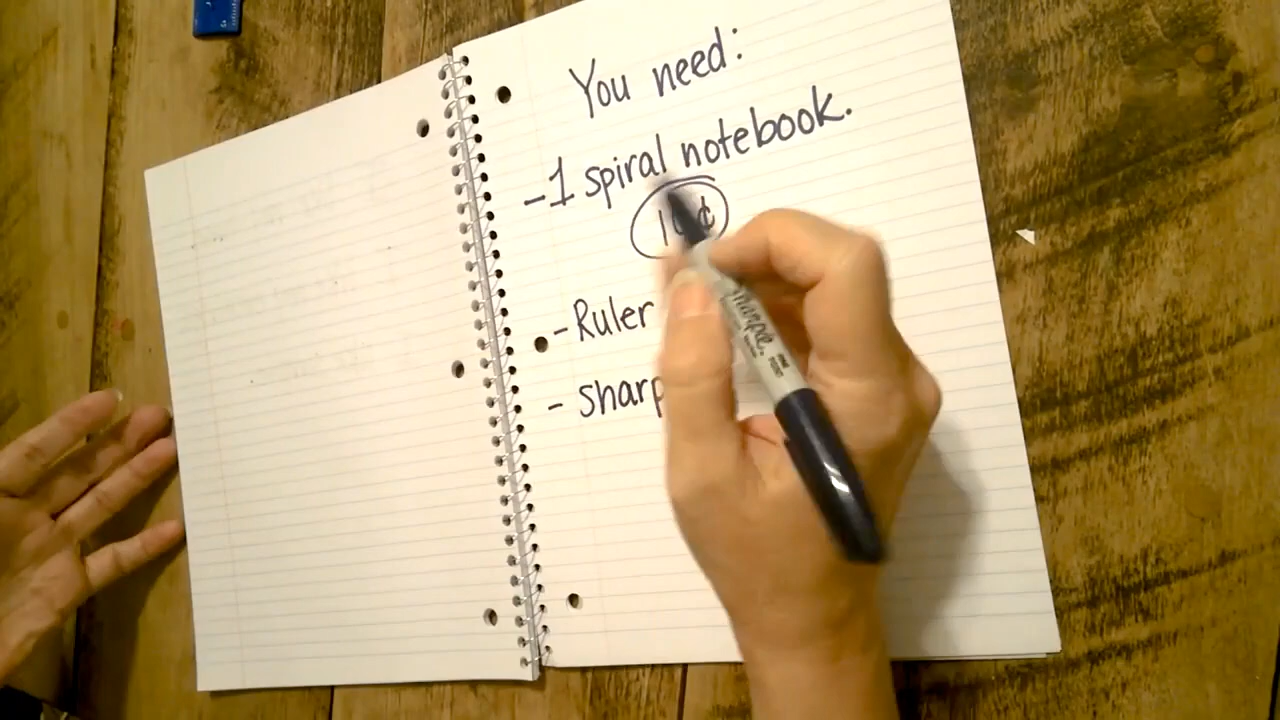 You need:
-1 spiral notebook.
10¢
-Ruler
- sharp
Sharpie